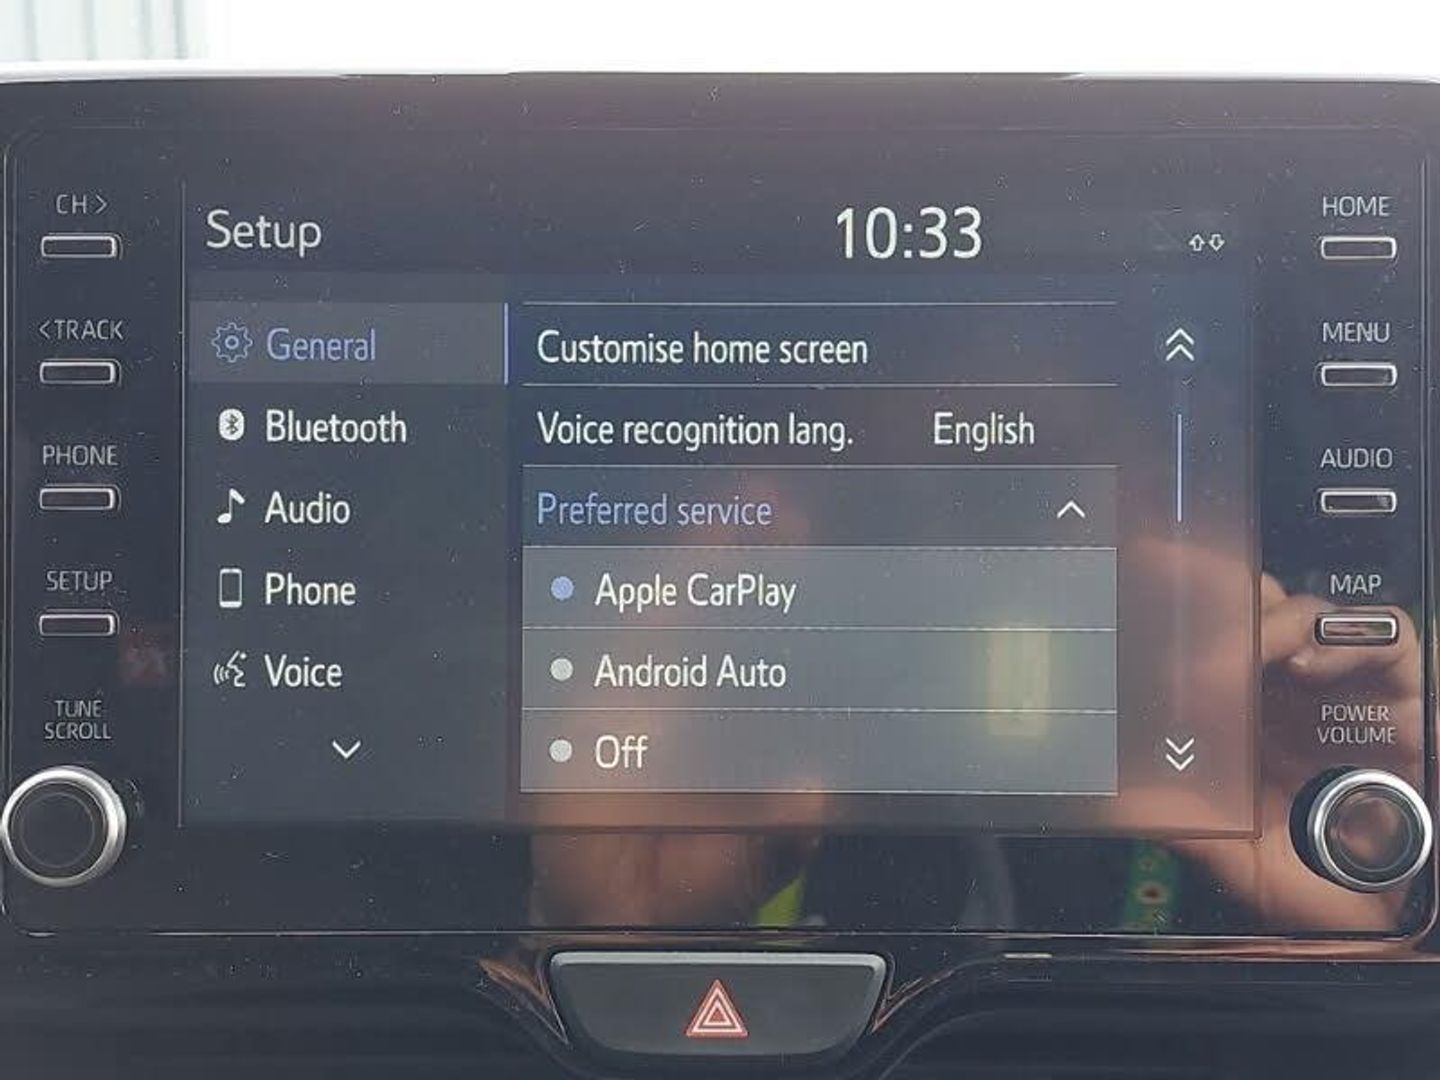 CH >
Setup
10:33
HOME
< TRACK
General
Customise home screen
MENU
Bluetooth
Voice recognition lang. English
PHONE
AUDIO
Audio
Preferred service
SETUP
Phone
Apple CarPlay
MAP
Voice
Android Auto
TUNE
SCROLL
POWER
VOLUME
Off